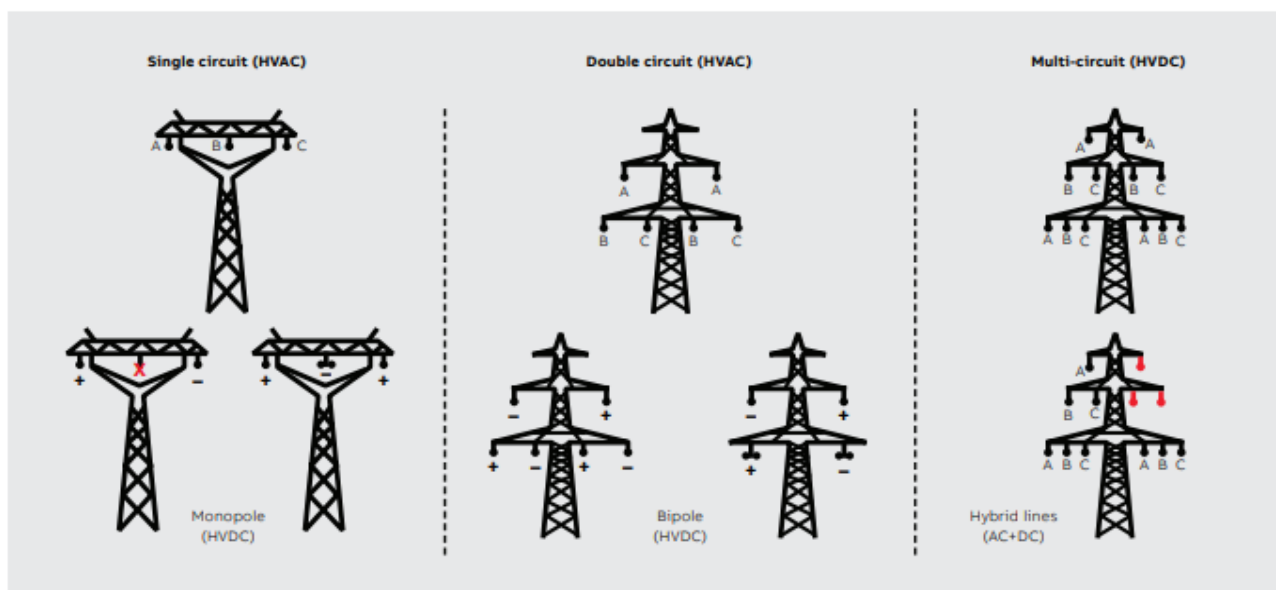 Single circuit (HVAC)
Double circuit (HVAC)
Multi-circuit (HVDC)
A B C
A A
B C B C
A A
B C B C
A B C A B C
+ X −
+ − +
Monopole
(HVDC)
− +
+ − + −
− +
+ −
Bipole
(HVDC)
A
B C
A B C A B C
Hybrid lines
(AC+DC)